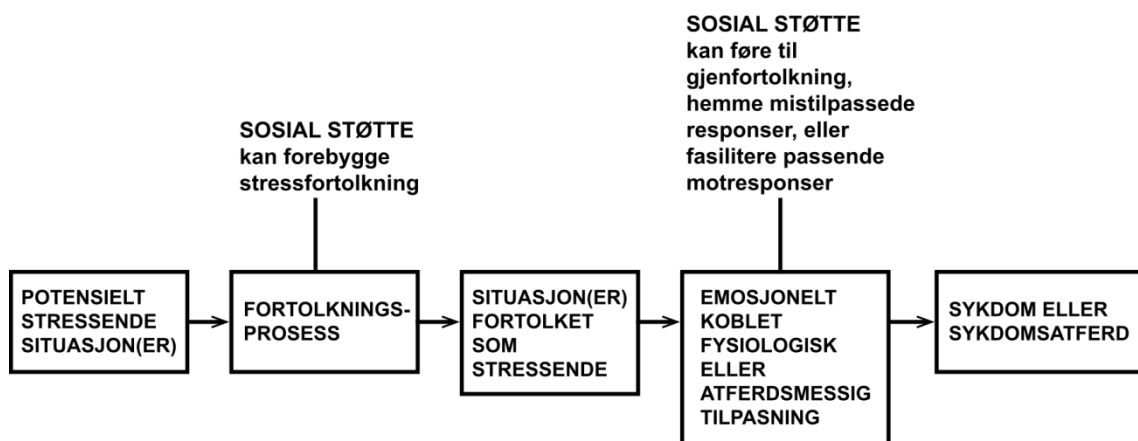 SOSIAL STØTTE
kan forebygge
stressfortolkning
SOSIAL STØTTE
kan føre til
gjenfortolkning,
hemme mistilpassede
responser, eller
fasilitere passende
motresponser
POTENSIELT
STRESSENDE
SITUASJON(ER)
FORTOLKNINGS-
PROSESS
SITUASJON(ER)
FORTOLKET
SOM
STRESSENDE
EMOSJONELT
KOBLET
FYSIOLOGISK
ELLER
ATFERDSMESSIG
TILPASNING
SYKDOM ELLER
SYKDOMSATFERD